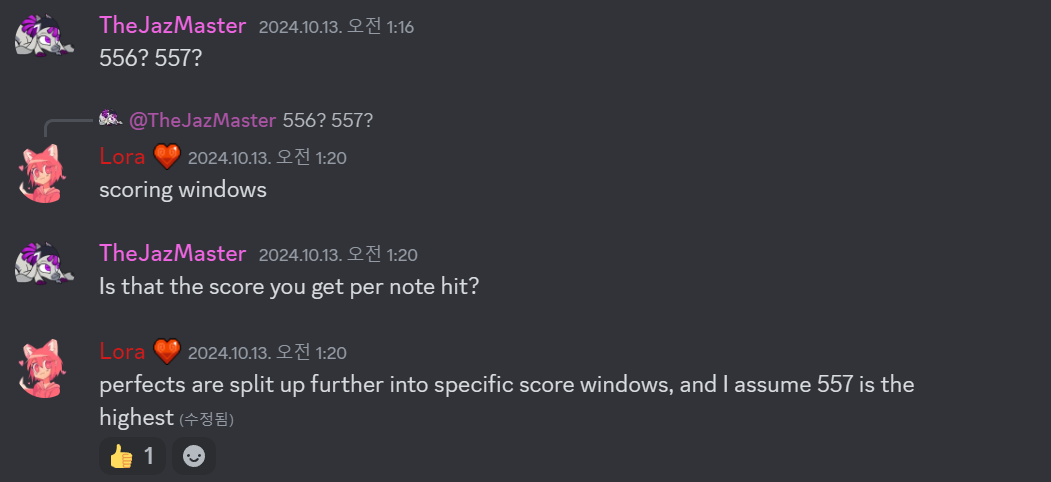 TheJazMaster 2024.10.13. 오전 1:16
556? 557?
@TheJazMaster 556? 557?
Lora 2024.10.13. 오전 1:20
scoring windows
TheJazMaster 2024.10.13. 오전 1:20
Is that the score you get per note hit?
Lora 2024.10.13. 오전 1:20
perfects are split up further into specific score windows, and I assume 557 is the
highest (수정됨)
1